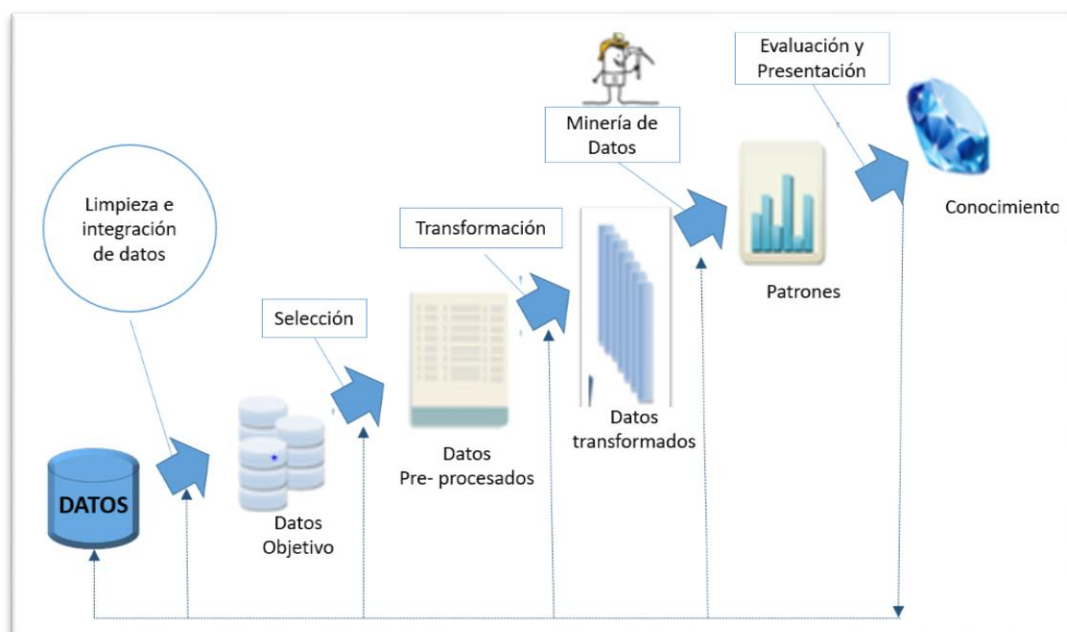 Evaluación y
Presentación
Minería de
Datos
Conocimiento
Limpieza e
integración
de datos
Transformación
Patrones
Selección
Datos
transformados
Datos
Pre- procesados
DATOS
Datos
Objetivo